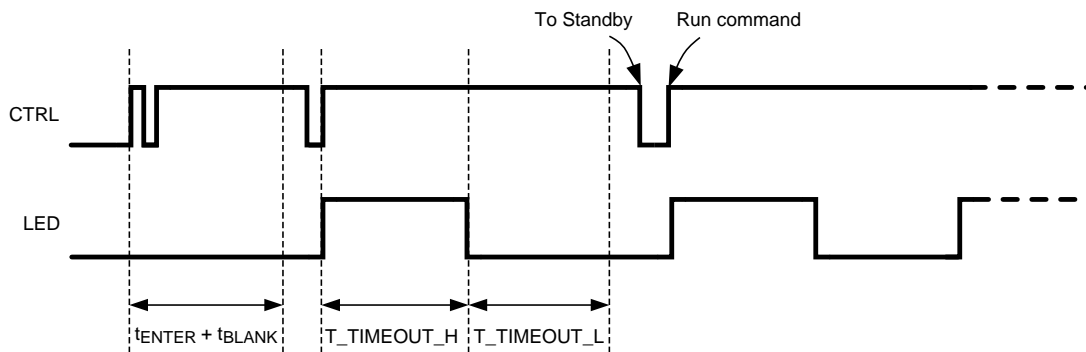 To Standby Run command
CTRL
LED
tENTER + tBLANK T_TIMEOUT_H T_TIMEOUT_L